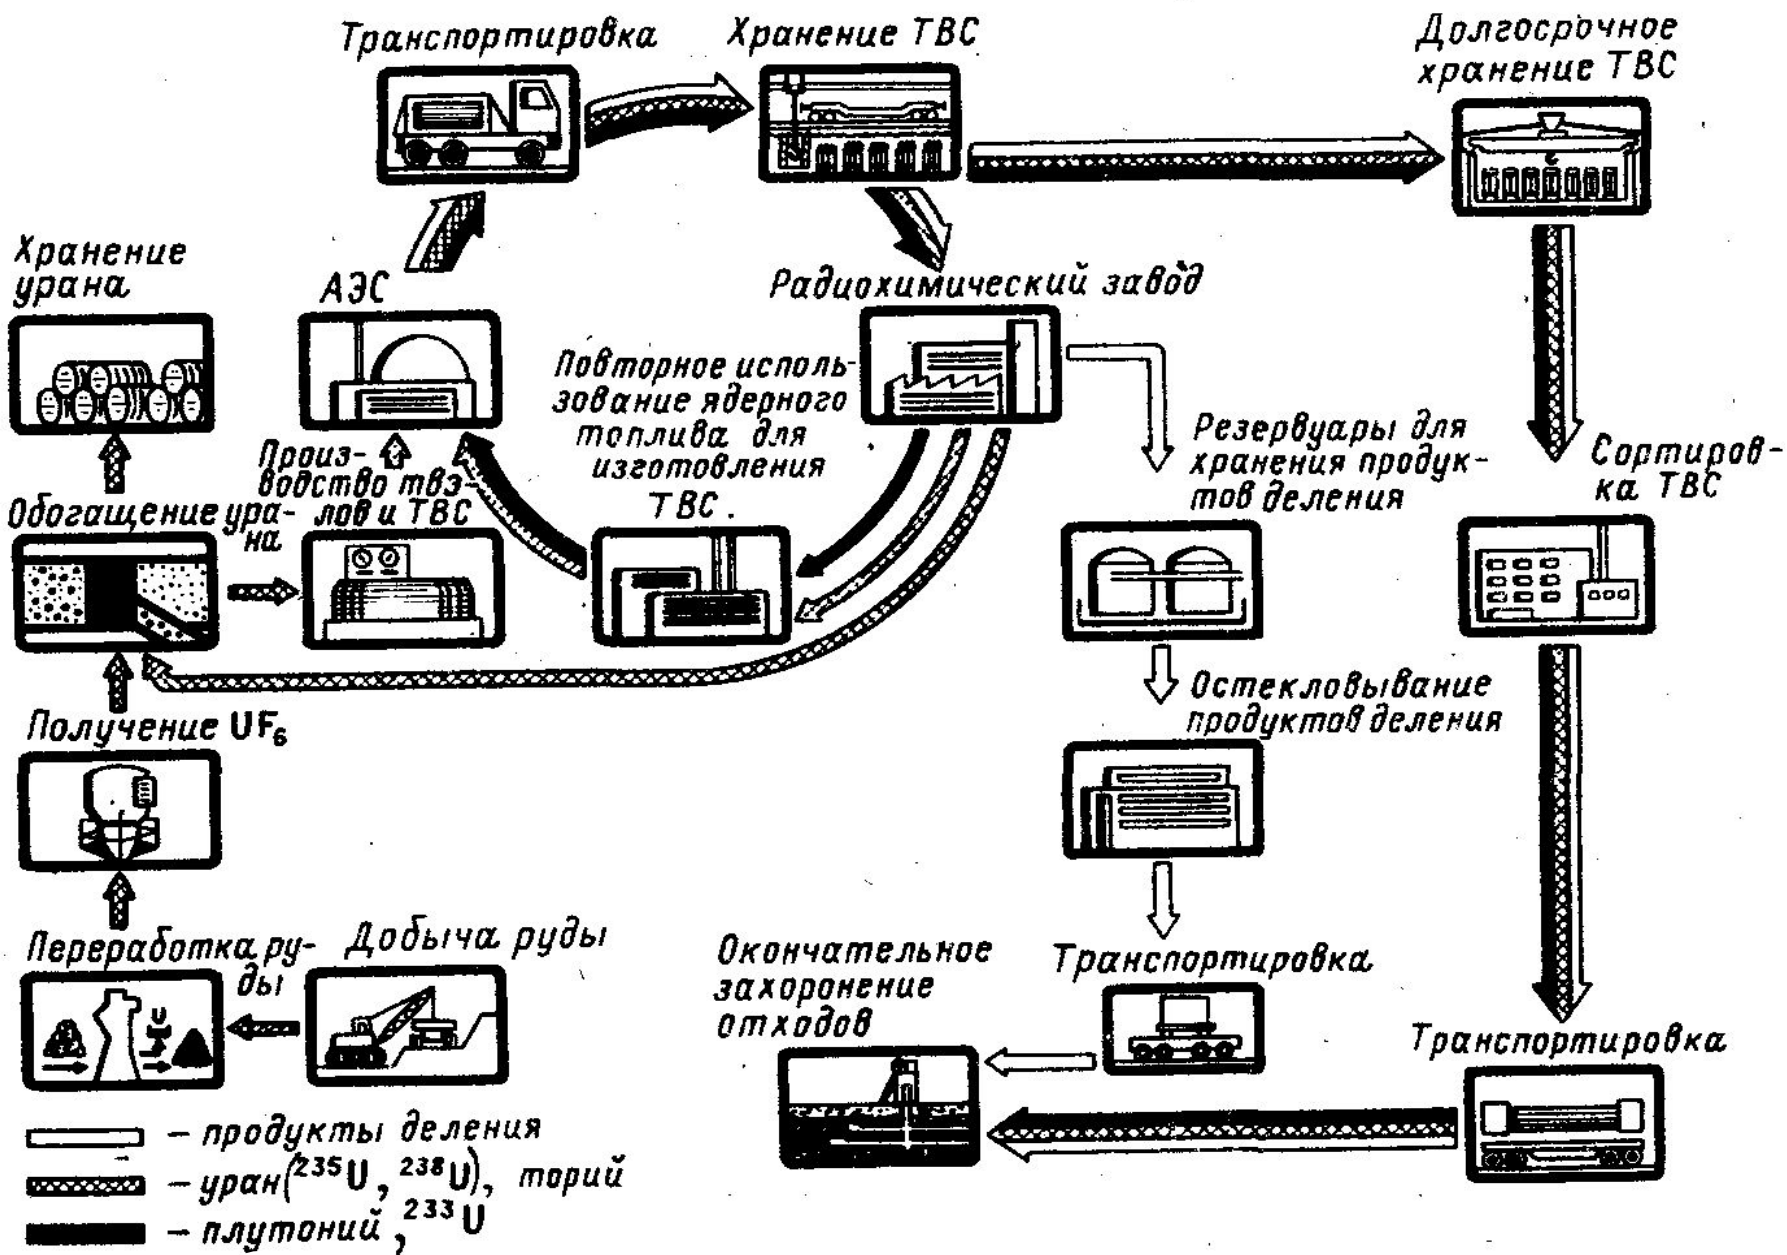 Транспортировка
Хранение ТВС
Долгосрочное
хранение ТВС
Хранение
урана
АЭС
Радиохимический завод
Повторное исполь-
зование ядерного
топлива для
изготовления
ТВС.
Резервуары для
хранения продук-
тов деления
Сортиров-
ка ТВС
Произ-
водство твэ-
лов и ТВС
Обогащение ура-
на
Остекловывание
продуктов деления
Получение UF₆
Переработка ру-
ды
U
Добыча руды
Окончательное
захоронение
отходов
Транспортировка
Транспортировка
– продукты деления
– уран(²³⁵U, ²³⁸U), торий
– плутоний, ²³³U